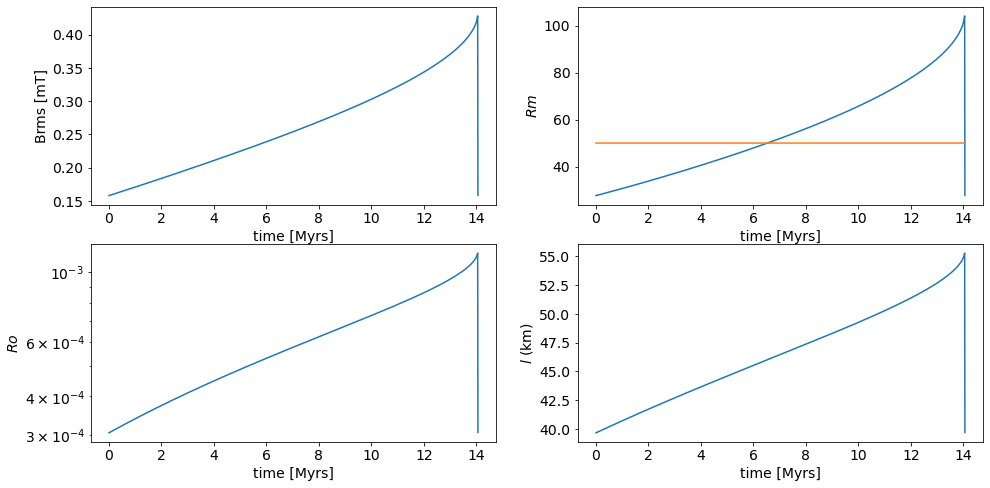 Brms [mT]
0.40
0.35
0.30
0.25
0.20
0.15
0 2 4 6 8 10 12 14
time [Myrs]
Rm
100
80
60
40
0 2 4 6 8 10 12 14
time [Myrs]
Ro
10⁻³
6 × 10⁻⁴
4 × 10⁻⁴
3 × 10⁻⁴
0 2 4 6 8 10 12 14
time [Myrs]
l (km)
55.0
52.5
50.0
47.5
45.0
42.5
40.0
0 2 4 6 8 10 12 14
time [Myrs]